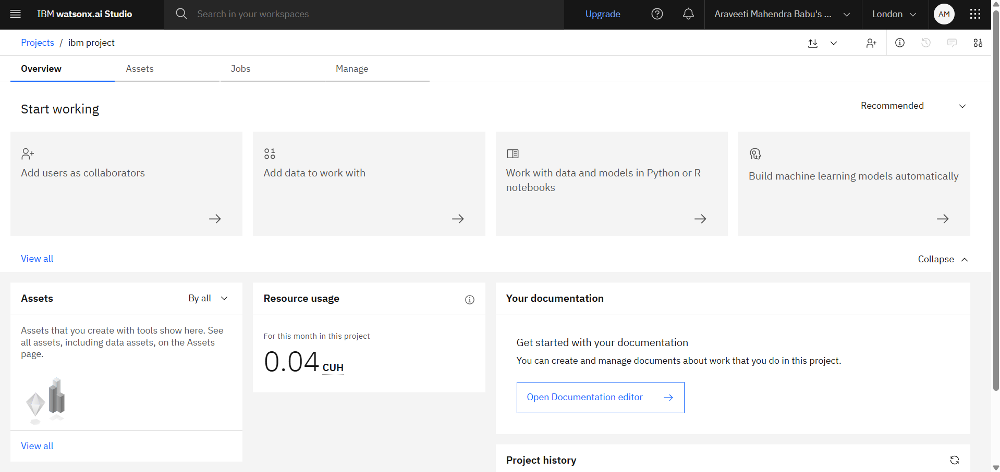 IBM watsonx.ai Studio
Search in your workspaces
Upgrade
Araveeti Mahendra Babu's ...
London
AM
Projects / ibm project
Overview
Assets
Jobs
Manage
Start working
Recommended
Add users as collaborators
Add data to work with
Work with data and models in Python or R
notebooks
Build machine learning models automatically
View all
Collapse
Assets
By all
Assets that you create with tools show here. See
all assets, including data assets, on the Assets
page.
View all
Resource usage
For this month in this project
0.04 CUH
Your documentation
Get started with your documentation
You can create and manage documents about work that you do in this project.
Open Documentation editor
Project history